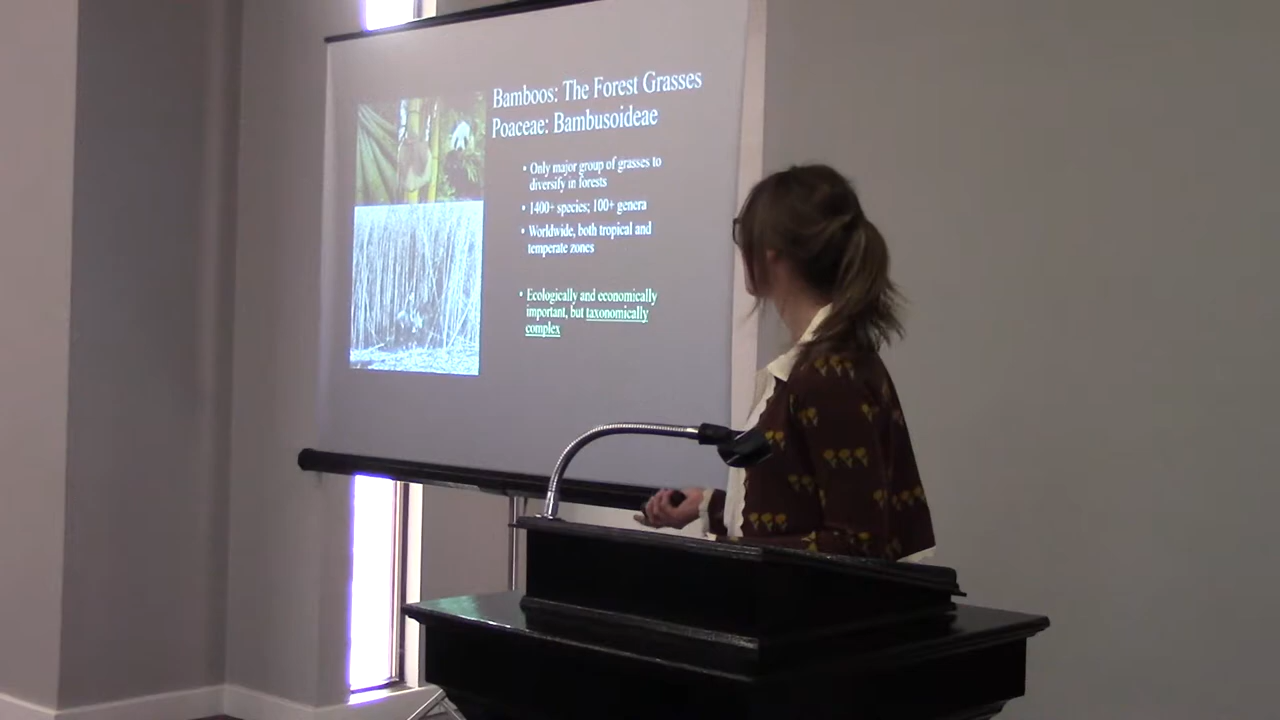 Bamboos: The Forest Grasses
Poaceae: Bambusoideae
• Only major group of grasses to
diversify in forests
• 1400+ species; 100+ genera
• Worldwide, both tropical and
temperate zones
• Ecologically and economically
important, but taxonomically
complex